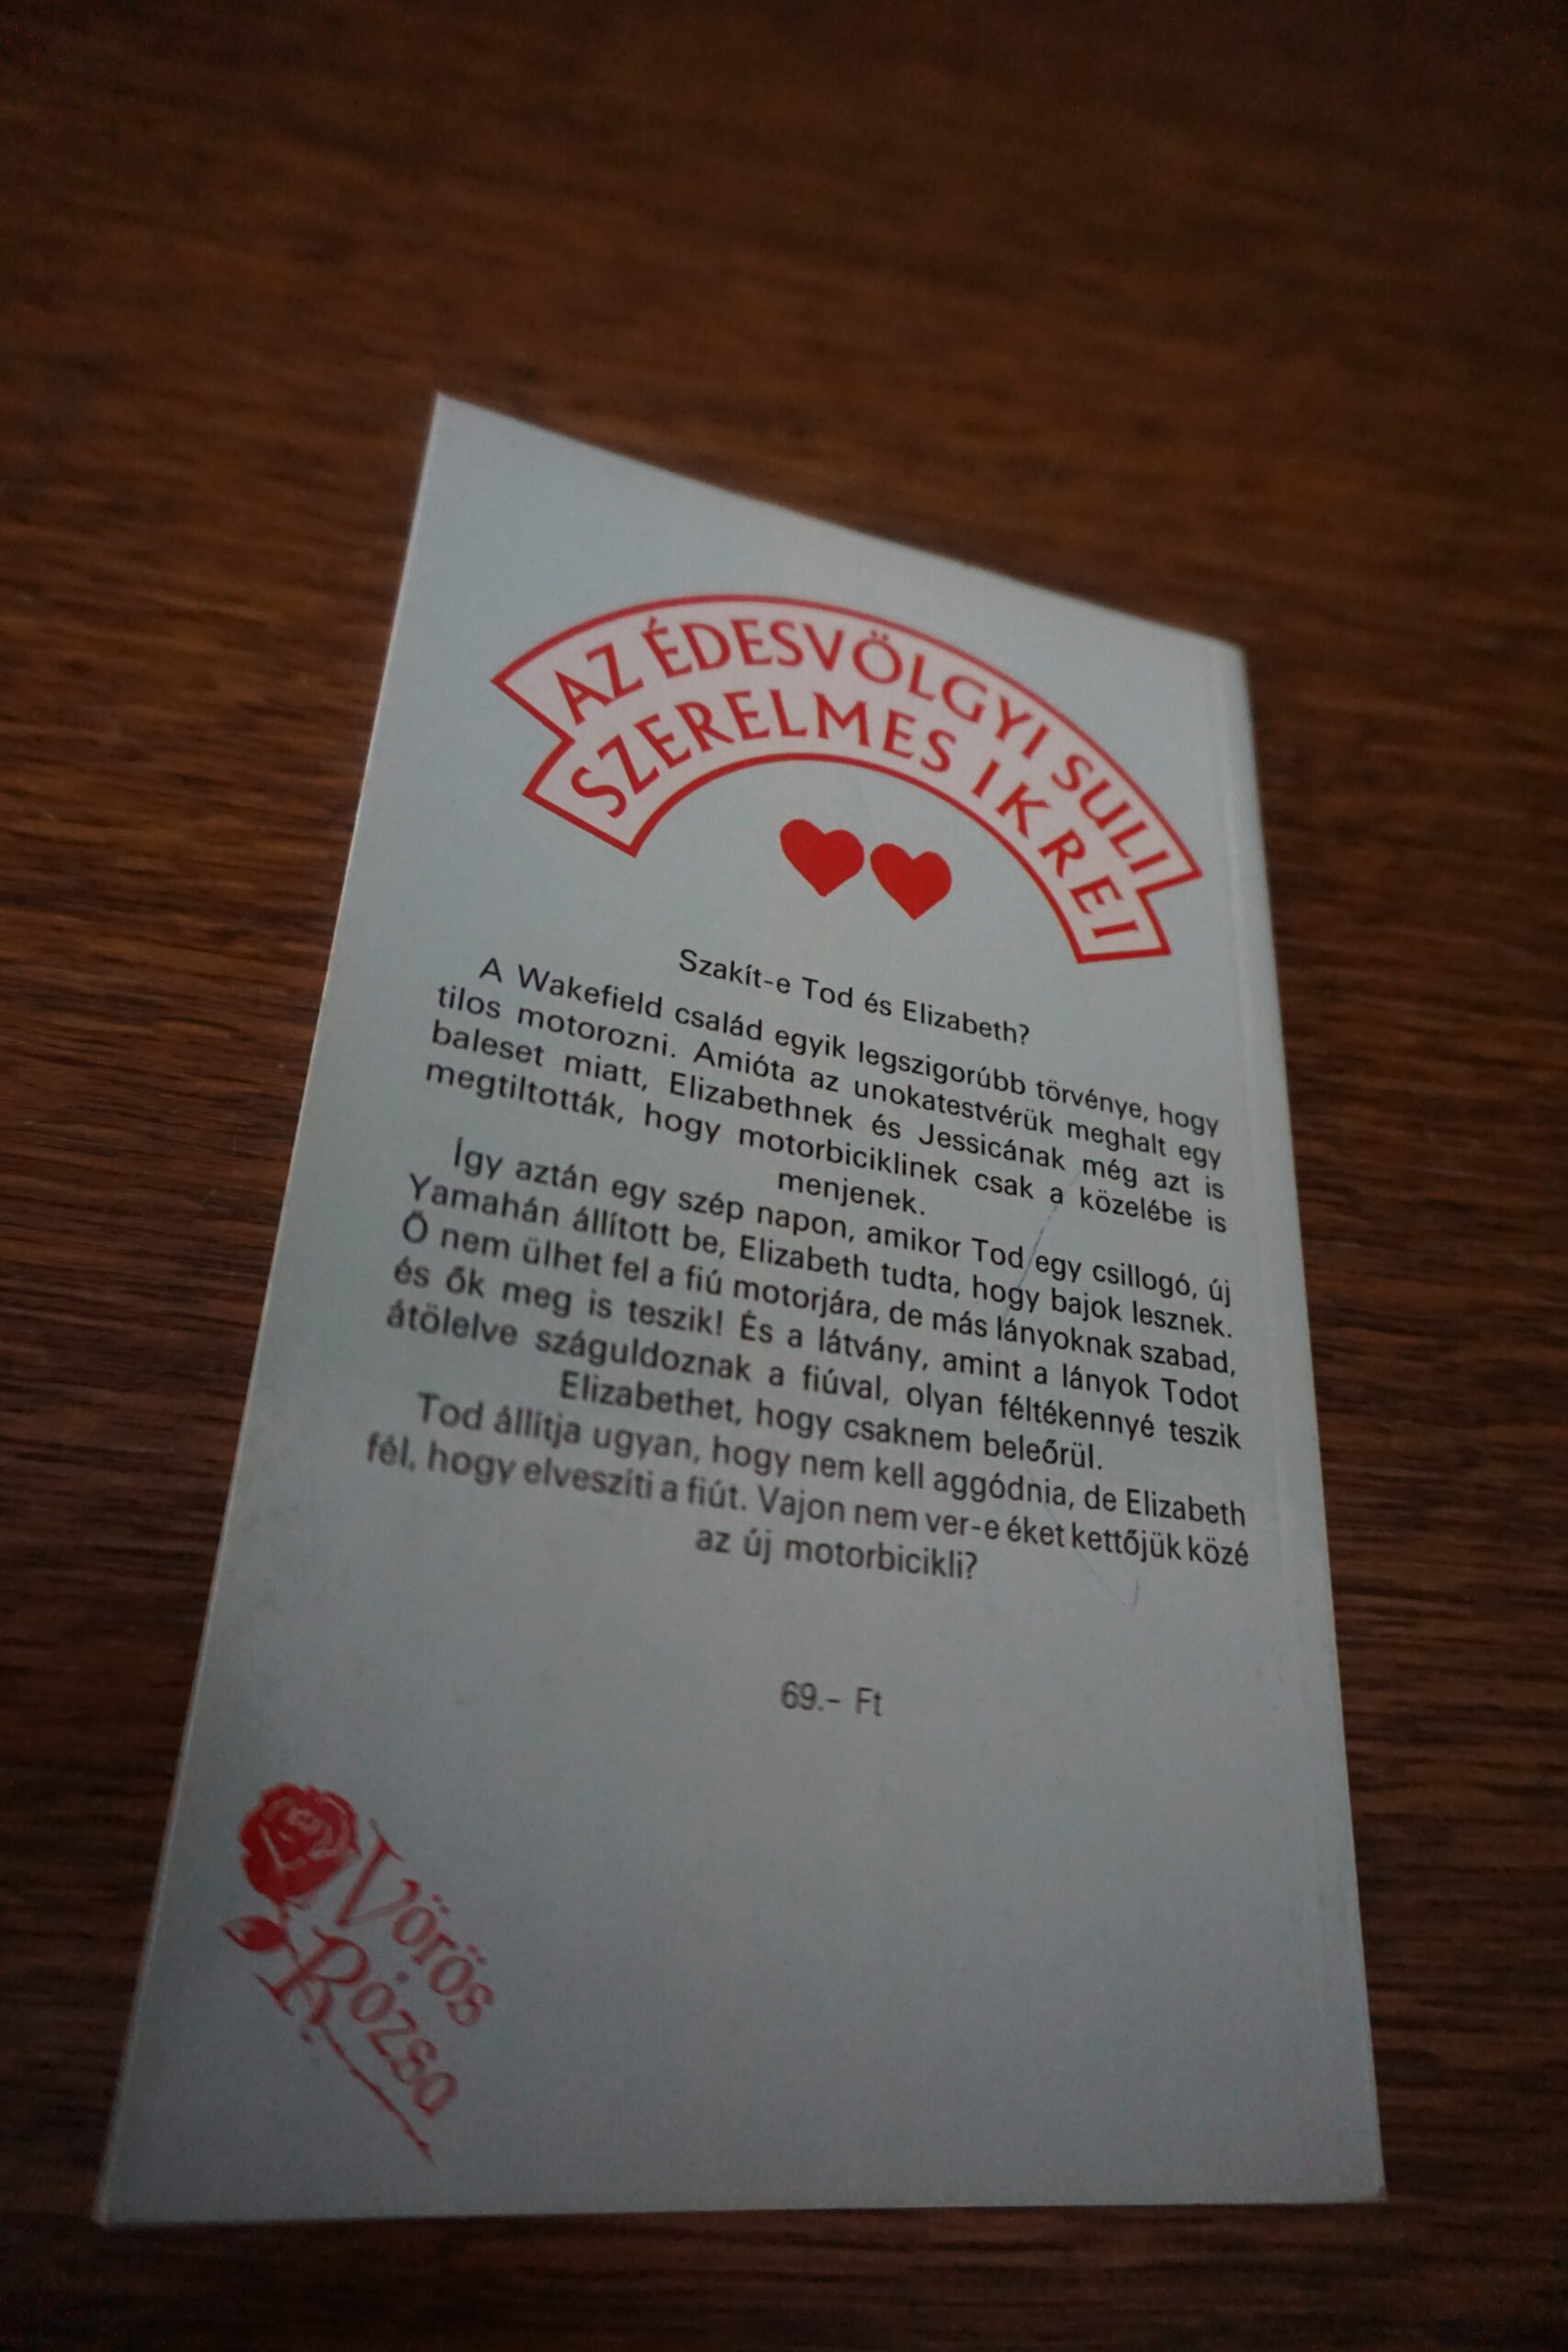 AZ ÉDESVÖLGYI SULI
SZERELMES IKREI
Szakít-e Tod és Elizabeth?
A Wakefield család egyik legszigorúbb törvénye, hogy
tilos motorozni. Amióta az unokatestvérük meghalt egy
baleset miatt, Elizabethnek és Jessicának még azt is
megtiltották, hogy motorbiciklinek csak a közelébe is
menjenek.
Így aztán egy szép napon, amikor Tod egy csillogó, új
Yamahán állított be, Elizabeth tudta, hogy bajok lesznek.
Ő nem ülhet fel a fiú motorjára, de más lányoknak szabad,
és ők meg is teszik! És a látvány, amint a lányok Todot
átölelve száguldoznak a fiúval, olyan féltékennyé teszik
Elizabethet, hogy csaknem beleőrül.
Tod állítja ugyan, hogy nem kell aggódnia, de Elizabeth
fél, hogy elveszíti a fiút. Vajon nem ver-e éket kettőjük közé
az új motorbicikli?
69.- Ft
Vörös
Rózsa